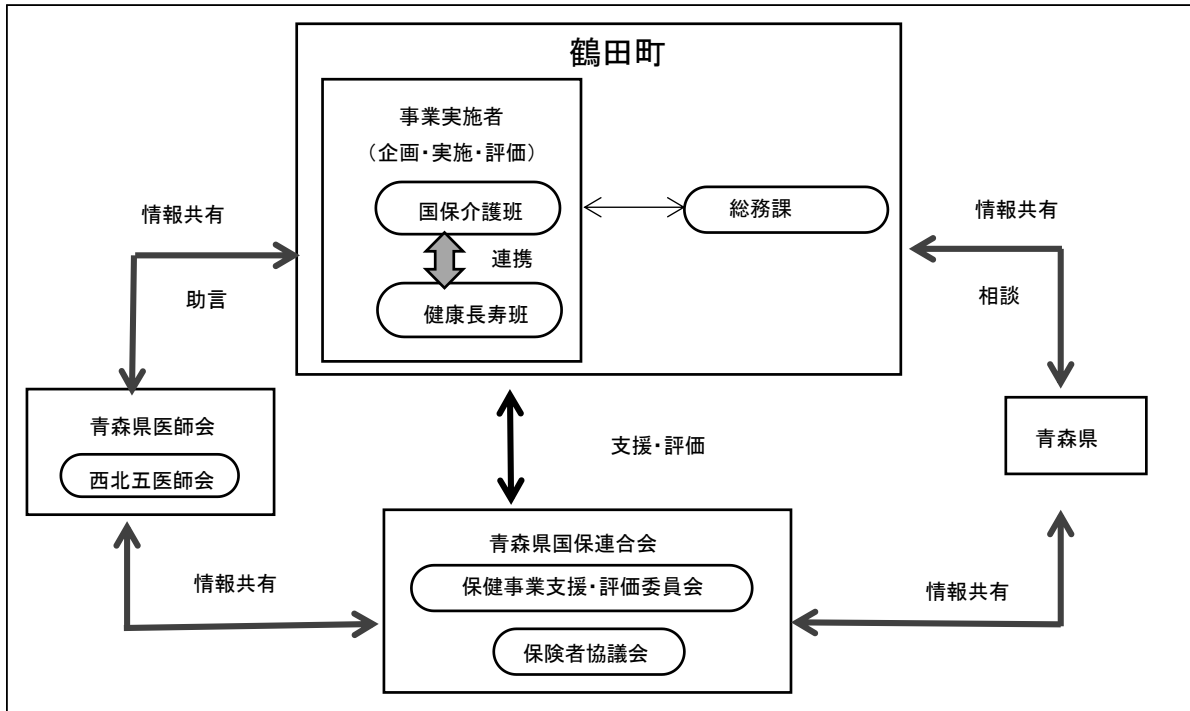 鶴田町
事業実施者
（企画・実施・評価）
国保介護班
連携
健康長寿班
総務課
情報共有
助言
情報共有
相談
青森県医師会
西北五医師会
支援・評価
青森県
情報共有
青森県国保連合会
保健事業支援・評価委員会
保険者協議会
情報共有